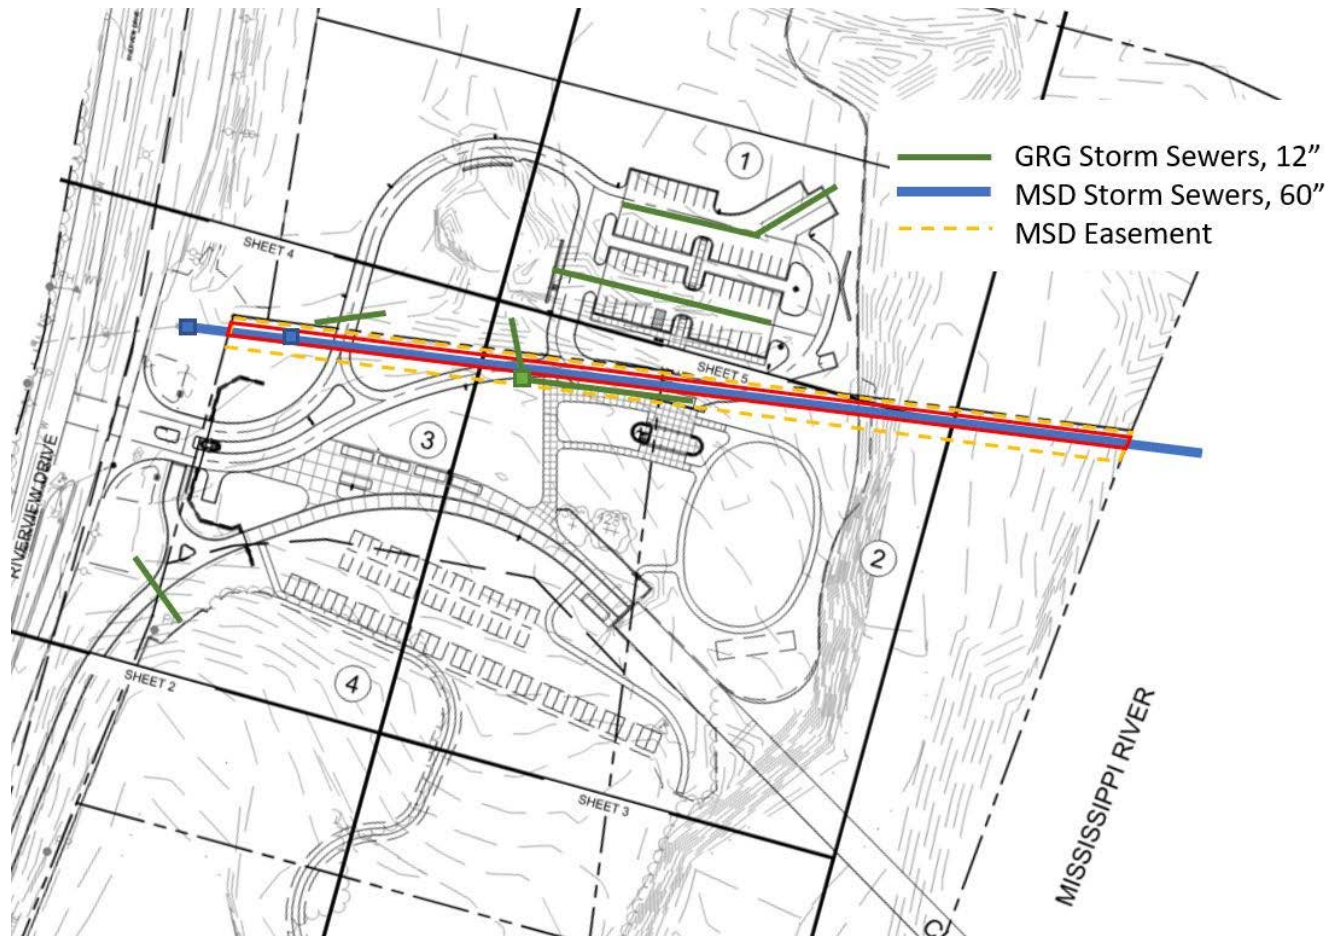 1
GRG Storm Sewers, 12”
MSD Storm Sewers, 60”
MSD Easement
SHEET 4
SHEET 5
3
2
RIVERVIEW DRIVE
4
SHEET 2
SHEET 3
MISSISSIPPI RIVER